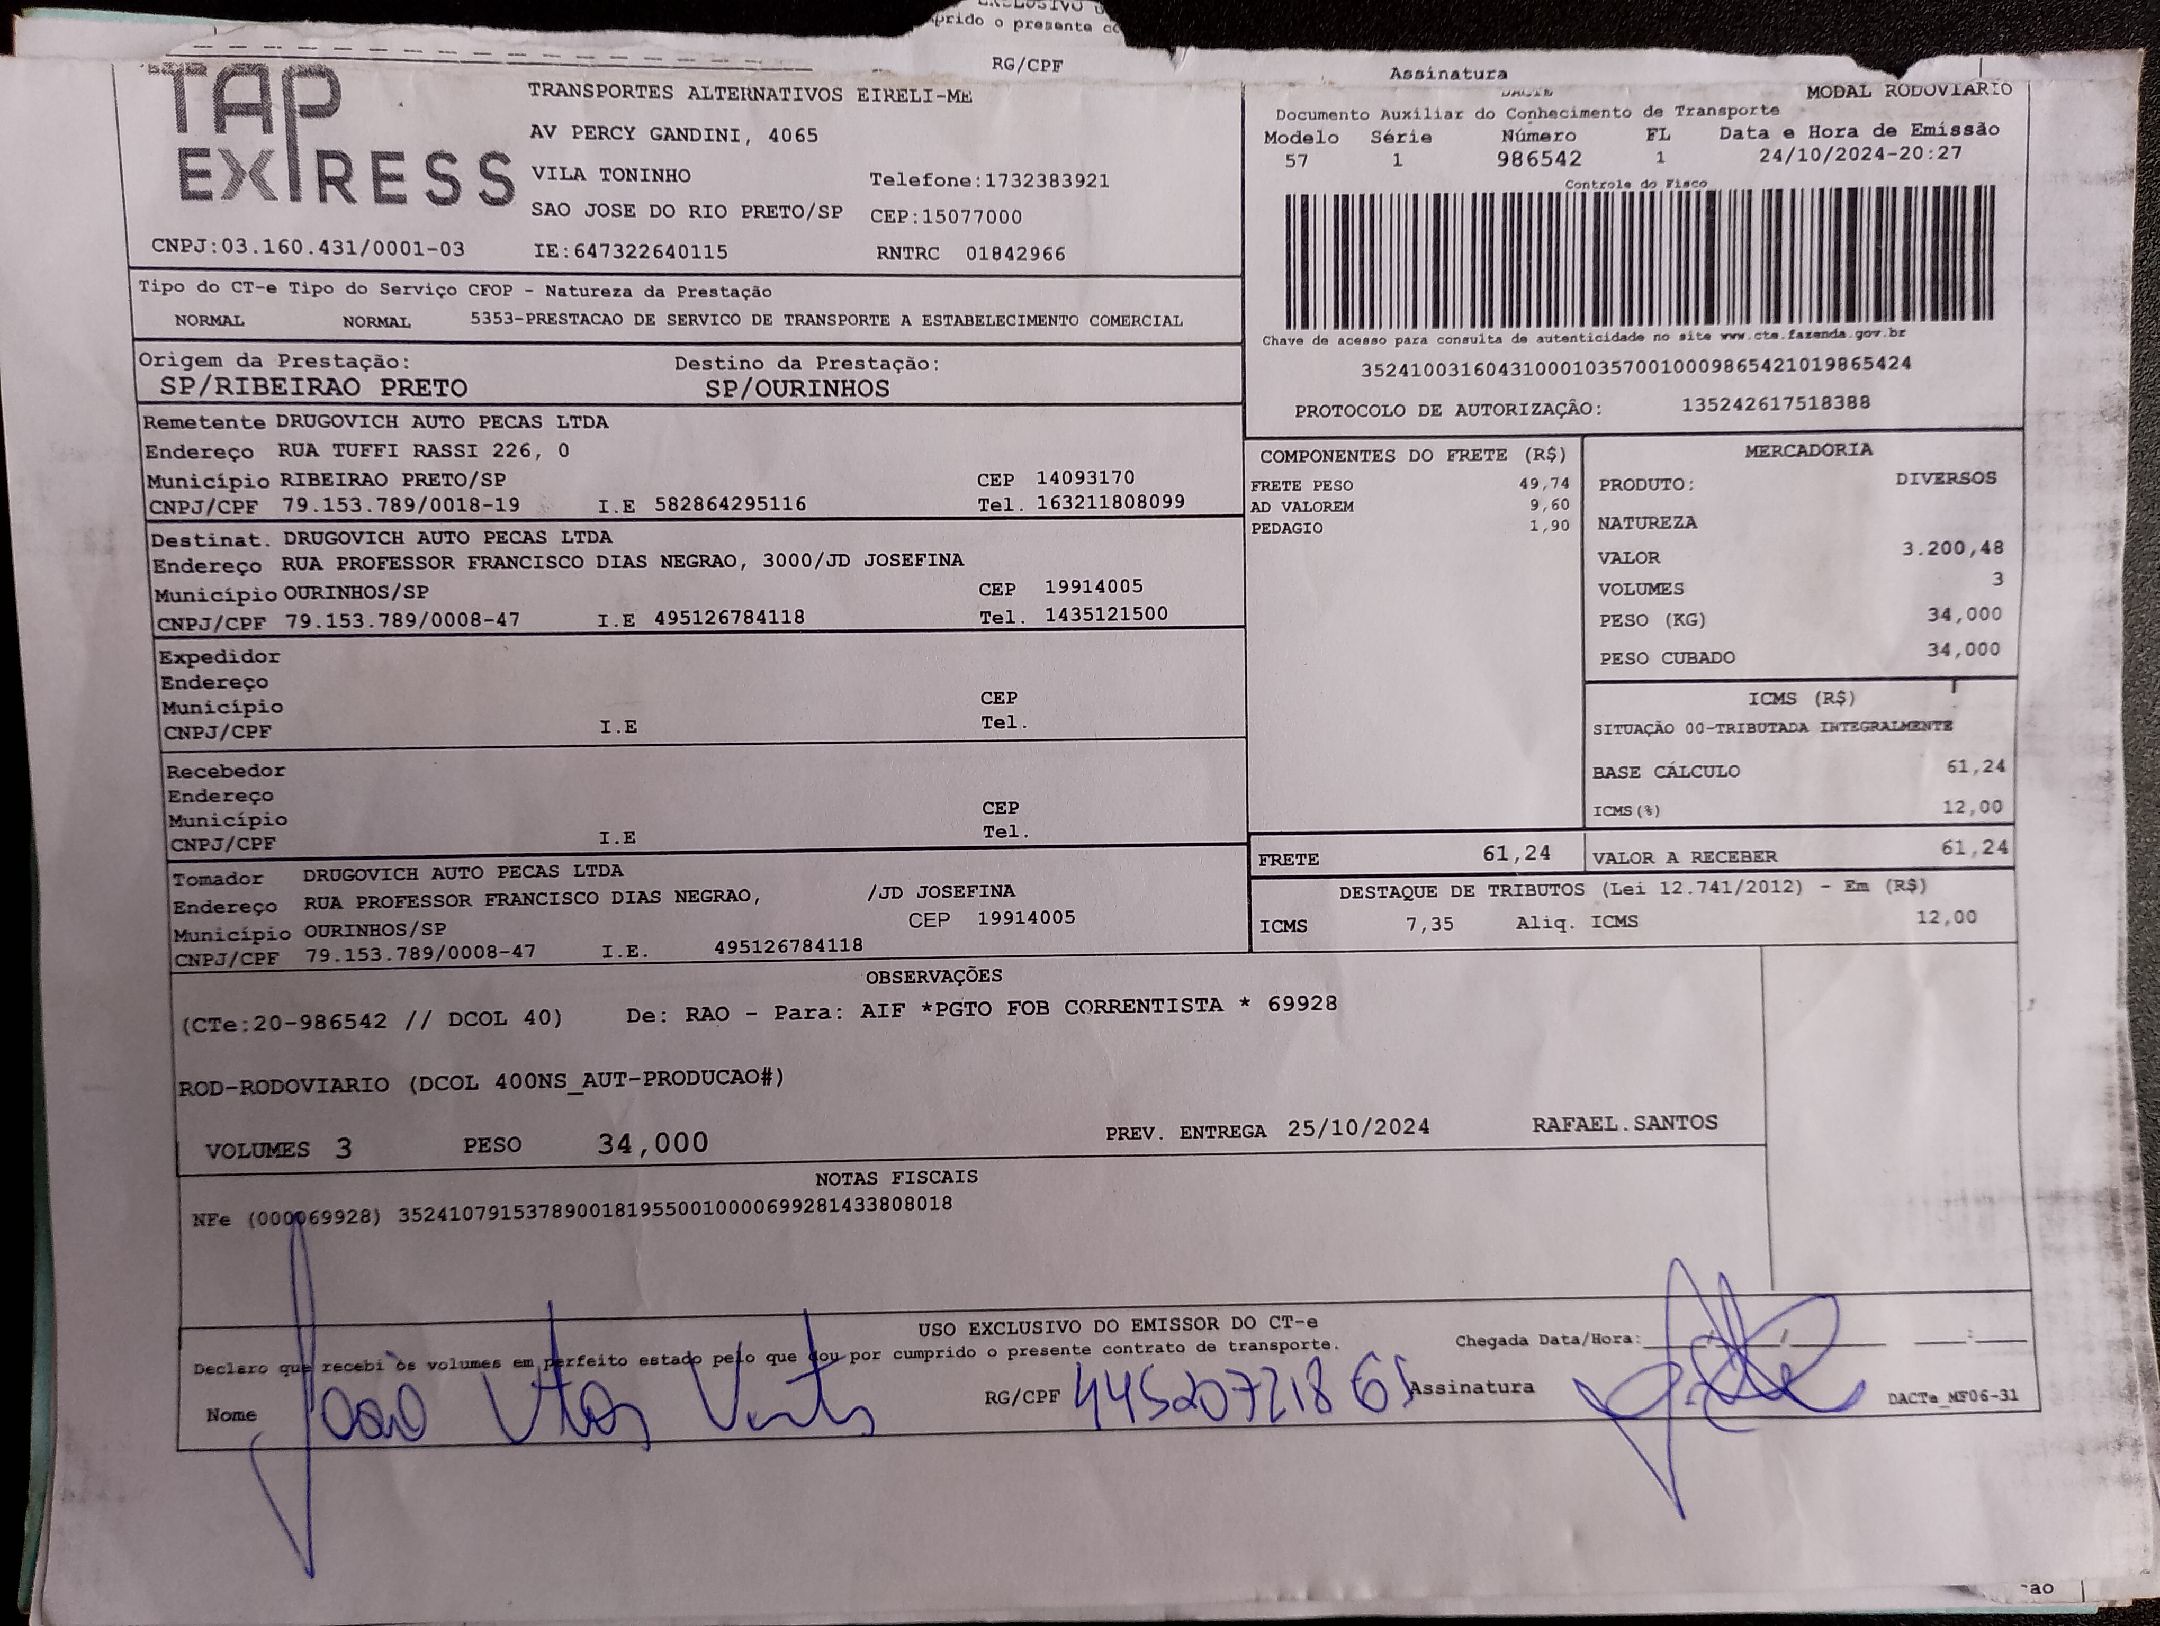 prido o presente co
RG/CPF
Assinatura
TAP EXPRESS
TRANSPORTES ALTERNATIVOS EIRELI-ME
AV PERCY GANDINI, 4065
VILA TONINHO Telefone:1732383921
SAO JOSE DO RIO PRETO/SP CEP:15077000
CNPJ:03.160.431/0001-03 IE:647322640115 RNTRC 01842966
DACTE MODAL RODOVIARIO
Documento Auxiliar do Conhecimento de Transporte
Modelo Série Número FL Data e Hora de Emissão
57 1 986542 1 24/10/2024-20:27
Controle do Fisco
Chave de acesso para consulta de autenticidade no site www.cte.fazenda.gov.br
35241003160431000103570010009865421019865424
PROTOCOLO DE AUTORIZAÇÃO: 135242617518388
Tipo do CT-e Tipo do Serviço CFOP - Natureza da Prestação
NORMAL NORMAL 5353-PRESTACAO DE SERVICO DE TRANSPORTE A ESTABELECIMENTO COMERCIAL
Origem da Prestação: Destino da Prestação:
SP/RIBEIRAO PRETO SP/OURINHOS
Remetente DRUGOVICH AUTO PECAS LTDA
Endereço RUA TUFFI RASSI 226, 0
Município RIBEIRAO PRETO/SP CEP 14093170
CNPJ/CPF 79.153.789/0018-19 I.E 582864295116 Tel. 163211808099
Destinat. DRUGOVICH AUTO PECAS LTDA
Endereço RUA PROFESSOR FRANCISCO DIAS NEGRAO, 3000/JD JOSEFINA
Município OURINHOS/SP CEP 19914005
CNPJ/CPF 79.153.789/0008-47 I.E 495126784118 Tel. 1435121500
Expedidor
Endereço
Município CEP
CNPJ/CPF I.E Tel.
Recebedor
Endereço
Município CEP
CNPJ/CPF I.E Tel.
Tomador DRUGOVICH AUTO PECAS LTDA
Endereço RUA PROFESSOR FRANCISCO DIAS NEGRAO, /JD JOSEFINA
Município OURINHOS/SP CEP 19914005
CNPJ/CPF 79.153.789/0008-47 I.E. 495126784118
COMPONENTES DO FRETE (R$)
FRETE PESO 49,74
AD VALOREM 9,60
PEDAGIO 1,90
MERCADORIA
PRODUTO: DIVERSOS
NATUREZA
VALOR 3.200,48
VOLUMES 3
PESO (KG) 34,000
PESO CUBADO 34,000
ICMS (R$)
SITUAÇÃO 00-TRIBUTADA INTEGRALMENTE
BASE CÁLCULO 61,24
ICMS(%) 12,00
FRETE 61,24 VALOR A RECEBER 61,24
DESTAQUE DE TRIBUTOS (Lei 12.741/2012) - Em (R$)
ICMS 7,35 Aliq. ICMS 12,00
OBSERVAÇÕES
(CTe:20-986542 // DCOL 40) De: RAO - Para: AIF *PGTO FOB CORRENTISTA * 69928
ROD-RODOVIARIO (DCOL 400NS_AUT-PRODUCAO#)
VOLUMES 3 PESO 34,000 PREV. ENTREGA 25/10/2024 RAFAEL.SANTOS
NOTAS FISCAIS
NFe (000069928) 35241079153789001819550010000699281433808018
USO EXCLUSIVO DO EMISSOR DO CT-e
Declaro que recebi os volumes em perfeito estado pelo que dou por cumprido o presente contrato de transporte. Chegada Data/Hora:___/___/______ ___:___
Nome João RG/CPF Assinatura DACTe_MF06-31